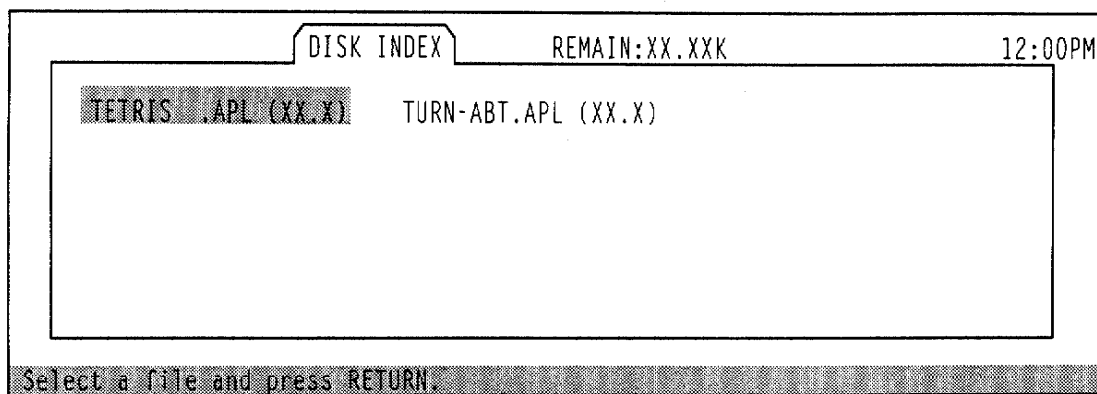 DISK INDEX REMAIN:XX.XXK 12:00PM
TETRIS  .APL (XX.X) TURN-ABT.APL (XX.X)
Select a file and press RETURN.